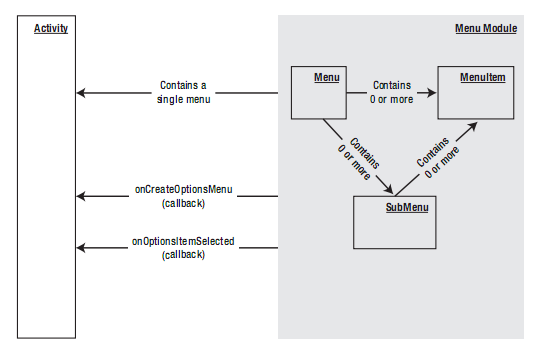 Activity
Menu Module
Menu
MenuItem
Contains a
single menu
Contains
0 or more
Contains
0 or more
Contains
0 or more
onCreateOptionsMenu
(callback)
SubMenu
onOptionsItemSelected
(callback)